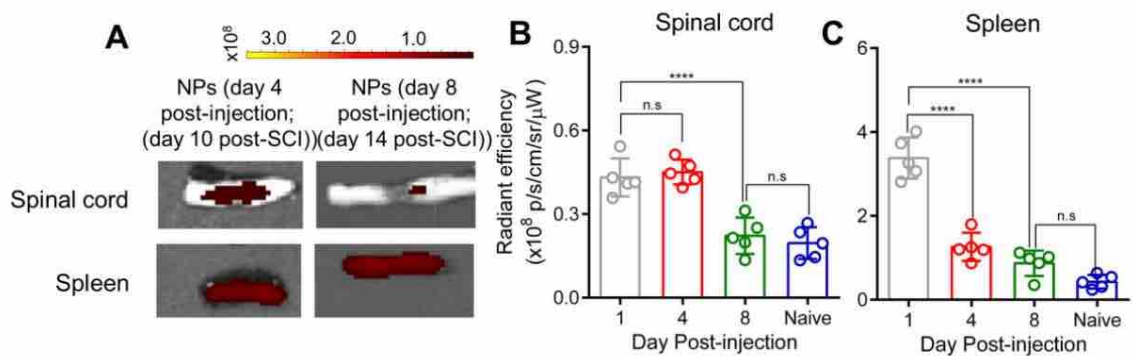 A
×10⁸
3.0 2.0 1.0
NPs (day 4
post-injection;
(day 10 post-SCI))
NPs (day 8
post-injection;
(day 14 post-SCI))
Spinal cord
Spleen
B
Spinal cord
Radiant efficiency
(x10⁸ p/s/cm/sr/µW)
0.9
0.6
0.3
0.0
****
n.s
n.s
1 4 8 Naive
Day Post-injection
C
Spleen
6
4
2
0
****
****
n.s
1 4 8 Naive
Day Post-injection